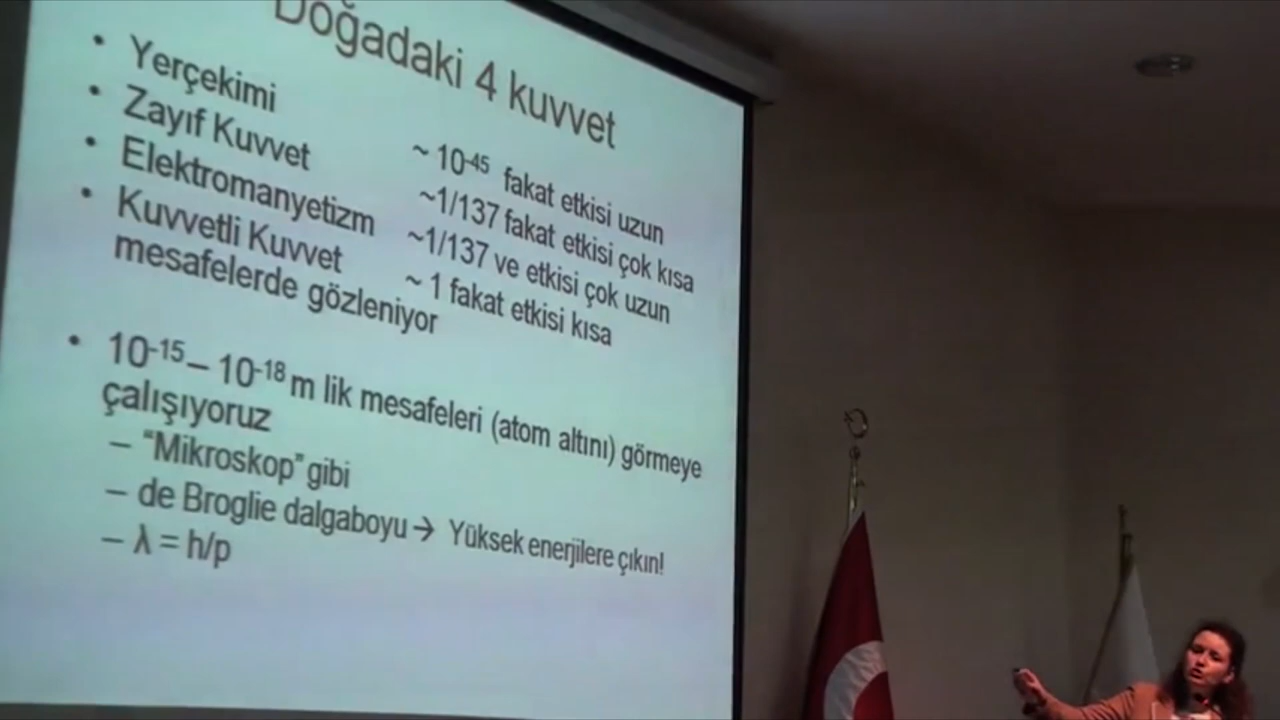 Doğadaki 4 kuvvet
• Yerçekimi ~ 10-45 fakat etkisi uzun
• Zayıf Kuvvet ~1/137 fakat etkisi çok kısa
• Elektromanyetizm ~1/137 ve etkisi çok uzun
• Kuvvetli Kuvvet ~ 1 fakat etkisi kısa
mesafelerde gözleniyor
• 10-15 – 10-18 m lik mesafeleri (atom altını) görmeye
çalışıyoruz
– “Mikroskop” gibi
– de Broglie dalgaboyu → Yüksek enerjilere çıkın!
– λ = h/p